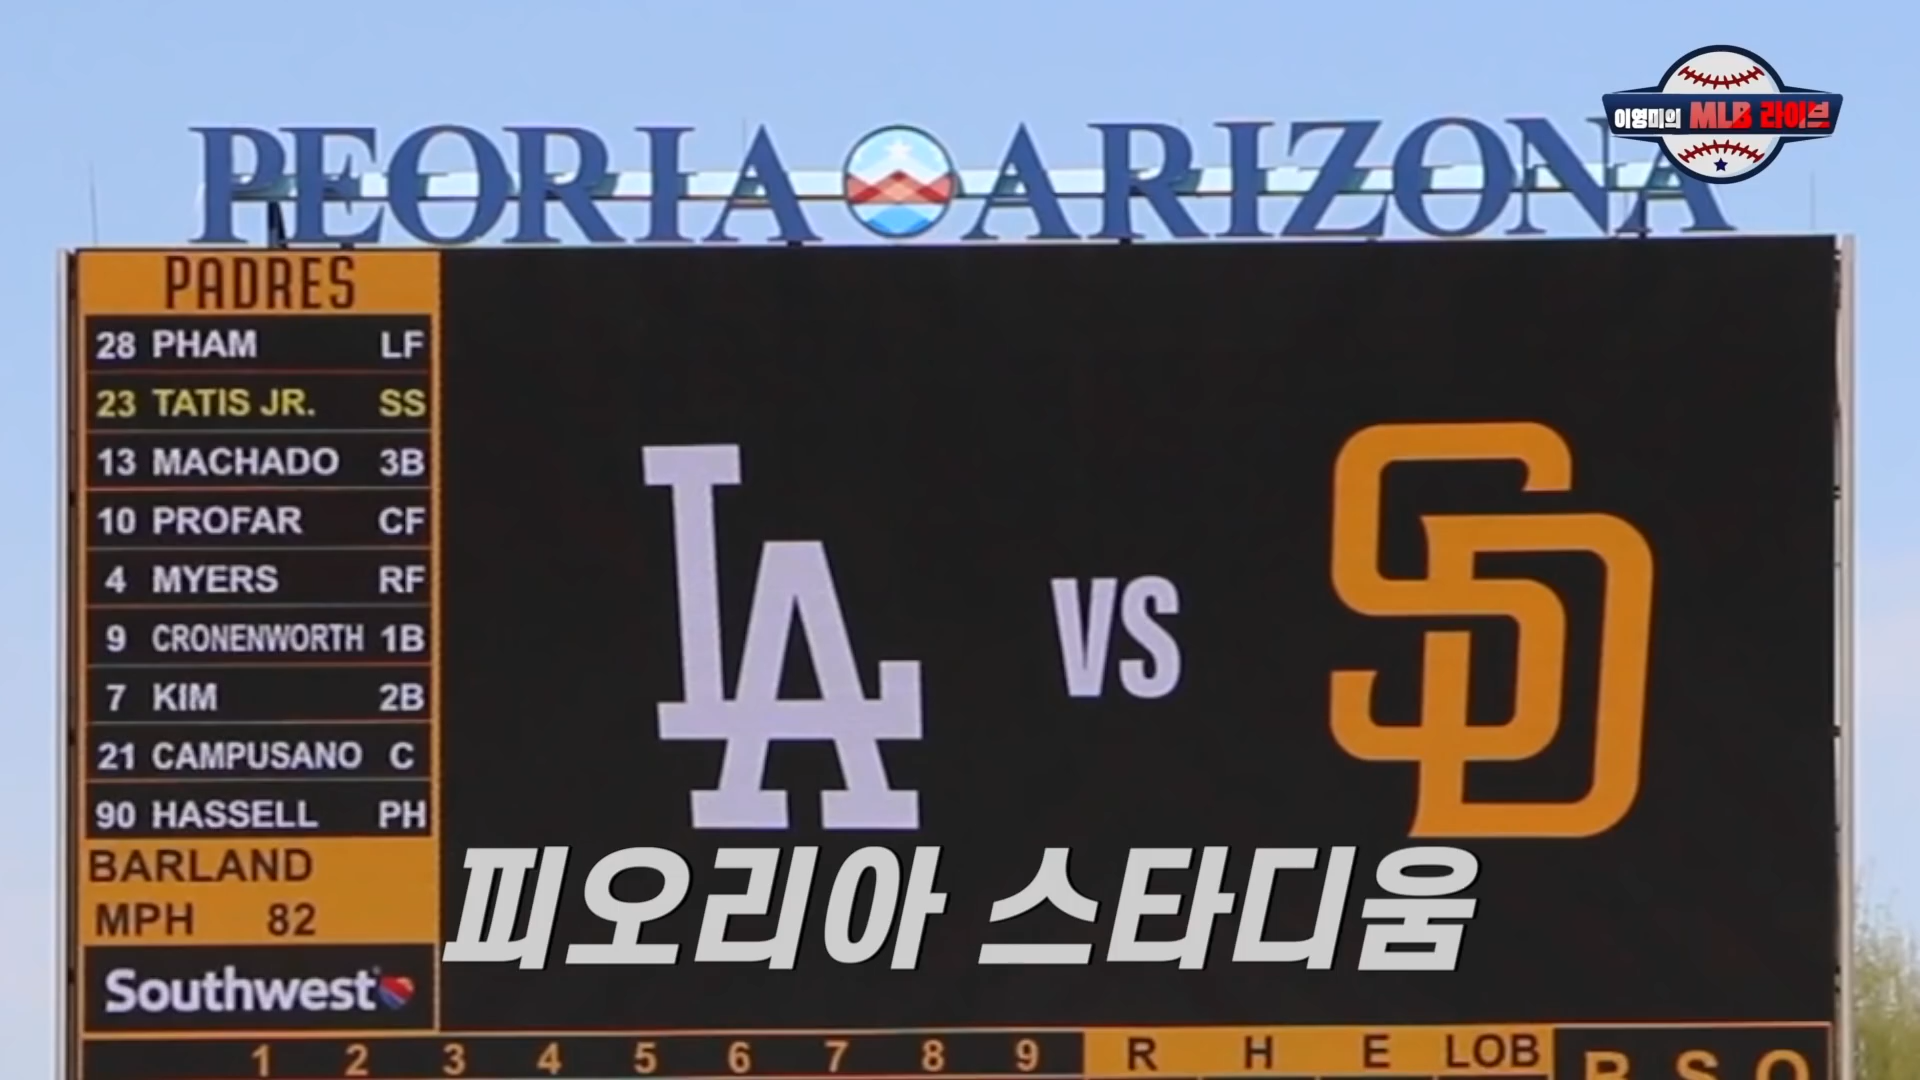 이영미의 MLB 라이브
PEORIA ARIZONA
PADRES
28 PHAM LF
23 TATIS JR. SS
13 MACHADO 3B
10 PROFAR CF
4 MYERS RF
9 CRONENWORTH 1B
7 KIM 2B
21 CAMPUSANO C
90 HASSELL PH
BARLAND
MPH 82
Southwest
LA VS SD
피오리아 스타디움
1 2 3 4 5 6 7 8 9 R H E LOB B S O